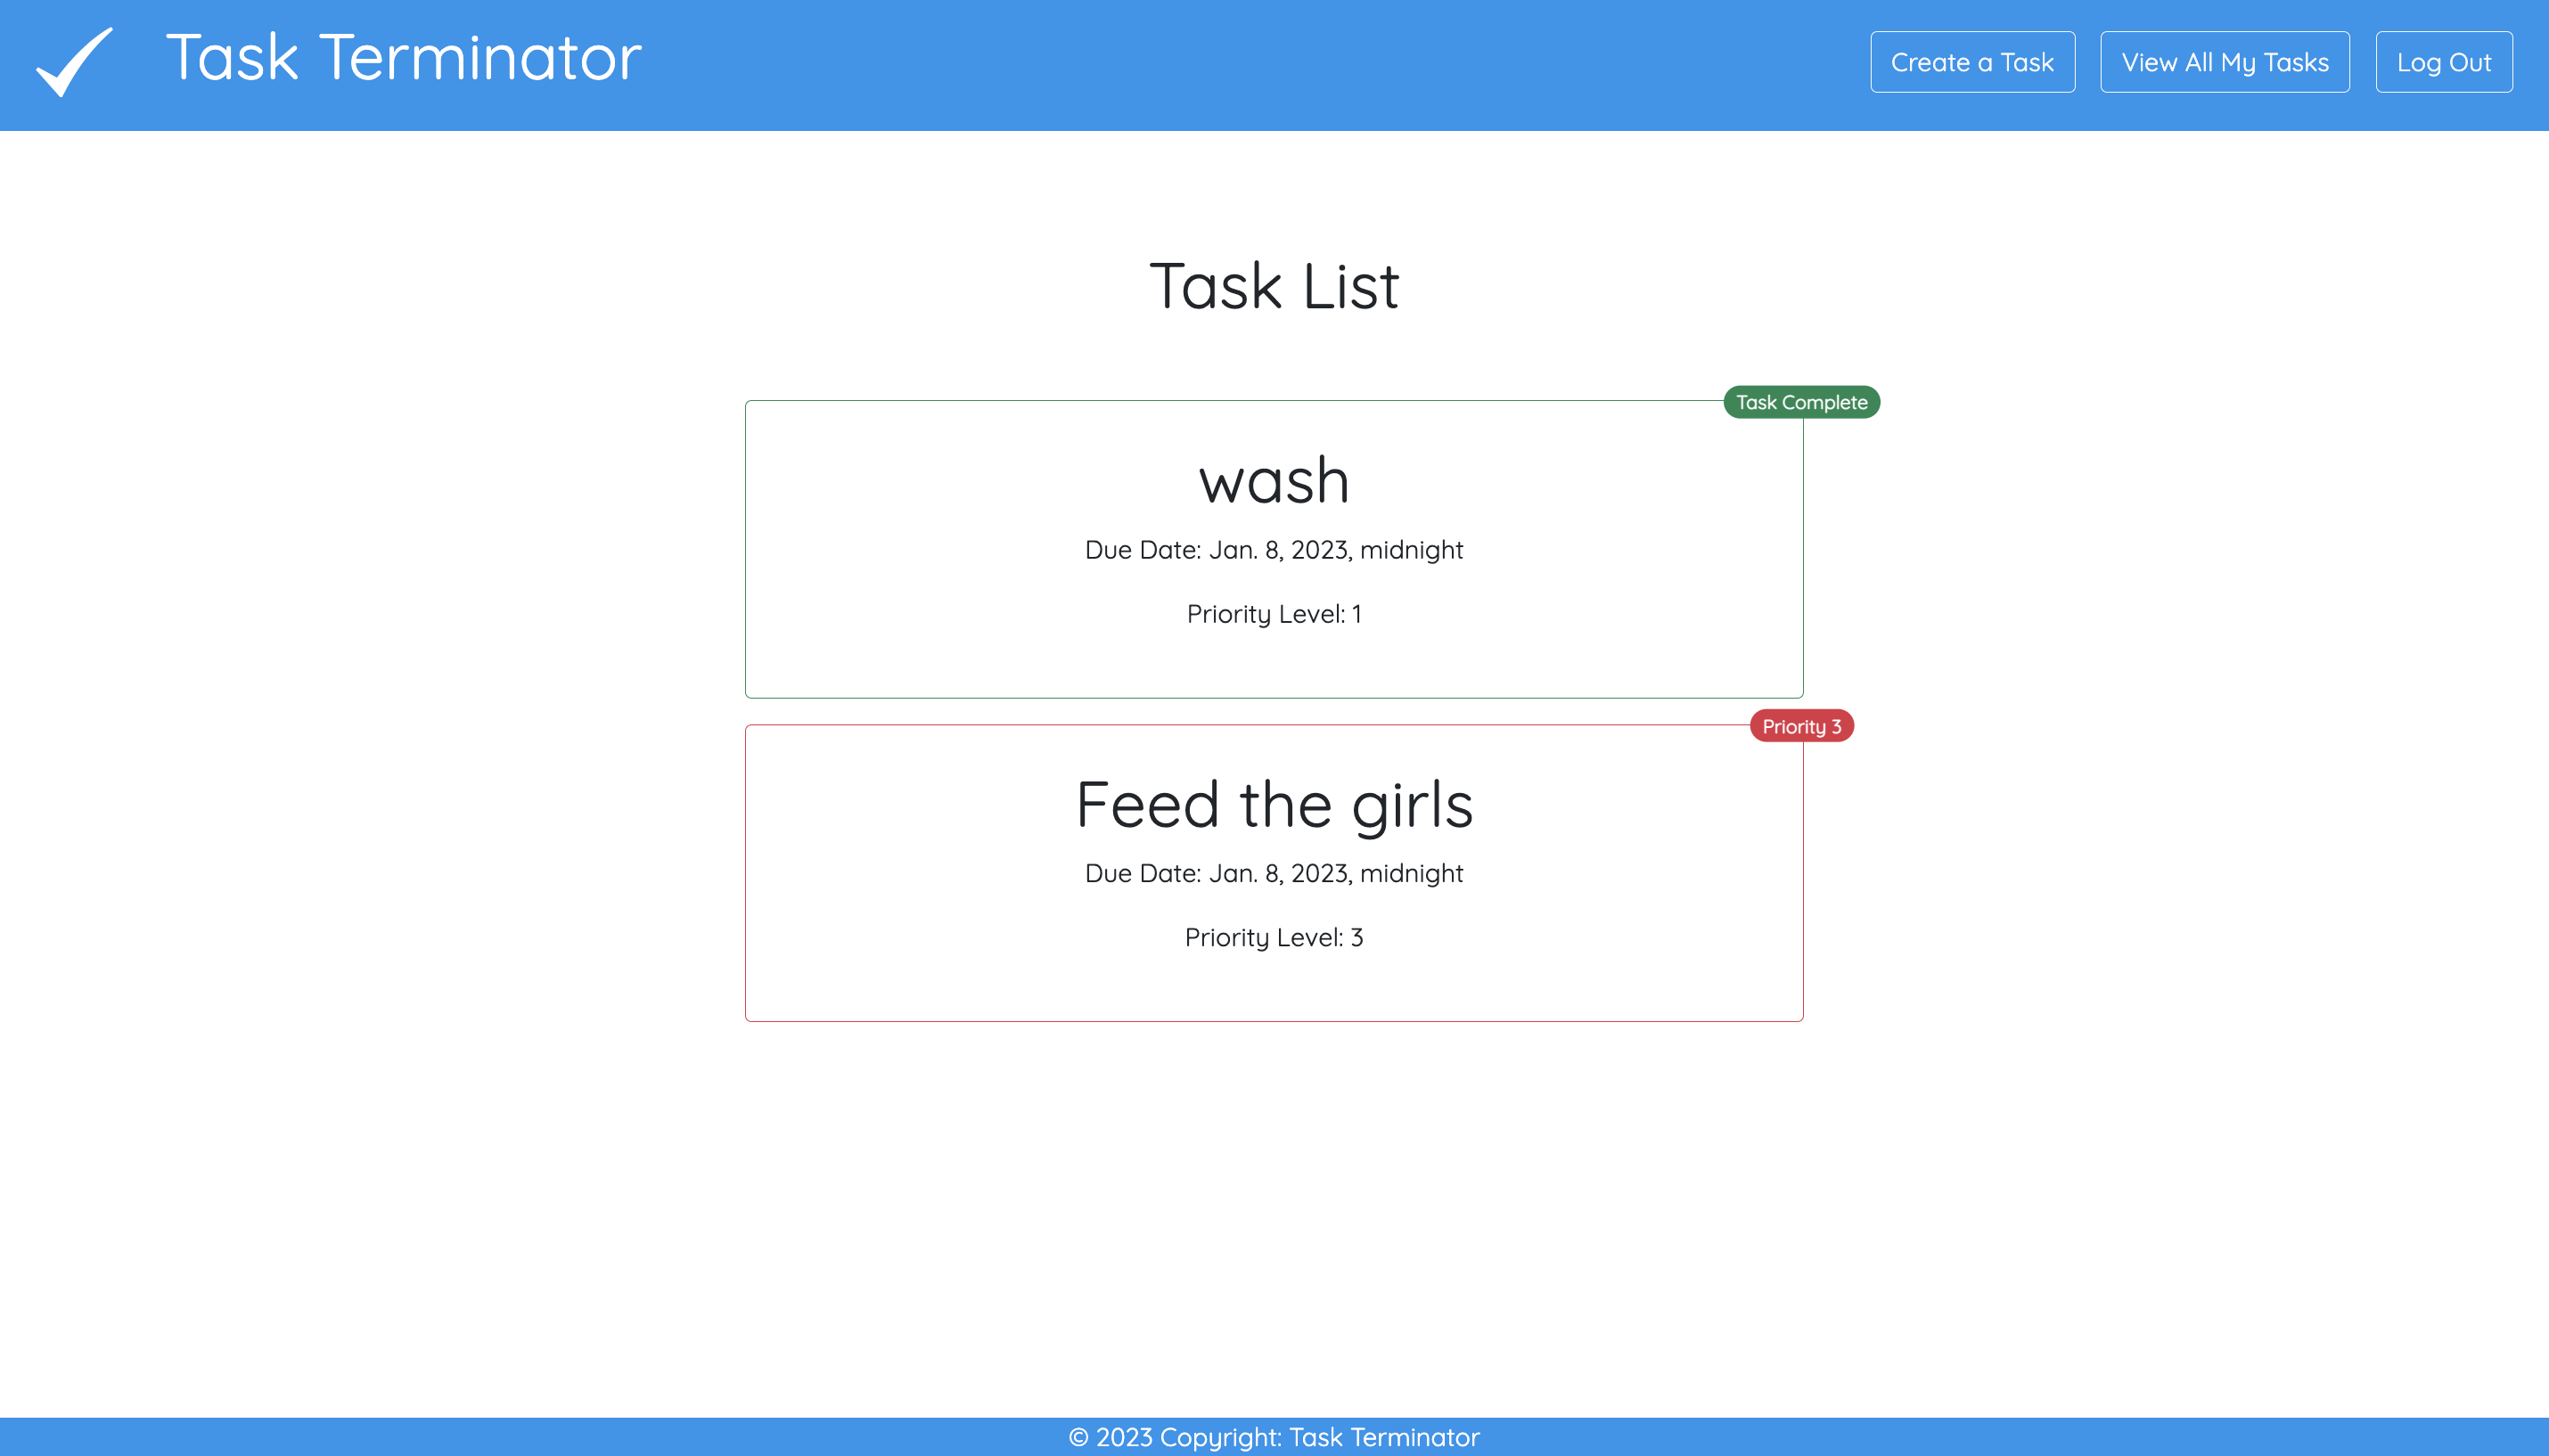 Task Terminator
Create a Task
View All My Tasks
Log Out
Task List
Task Complete
wash
Due Date: Jan. 8, 2023, midnight
Priority Level: 1
Priority 3
Feed the girls
Due Date: Jan. 8, 2023, midnight
Priority Level: 3
© 2023 Copyright: Task Terminator